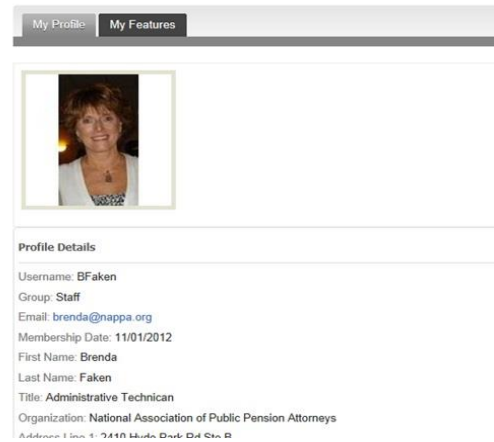 My Profile My Features
Profile Details
Username: BFaken
Group: Staff
Email: brenda@nappa.org
Membership Date: 11/01/2012
First Name: Brenda
Last Name: Faken
Title: Administrative Technican
Organization: National Association of Public Pension Attorneys
Address Line 1: 2410 Hyde Park Rd Ste B